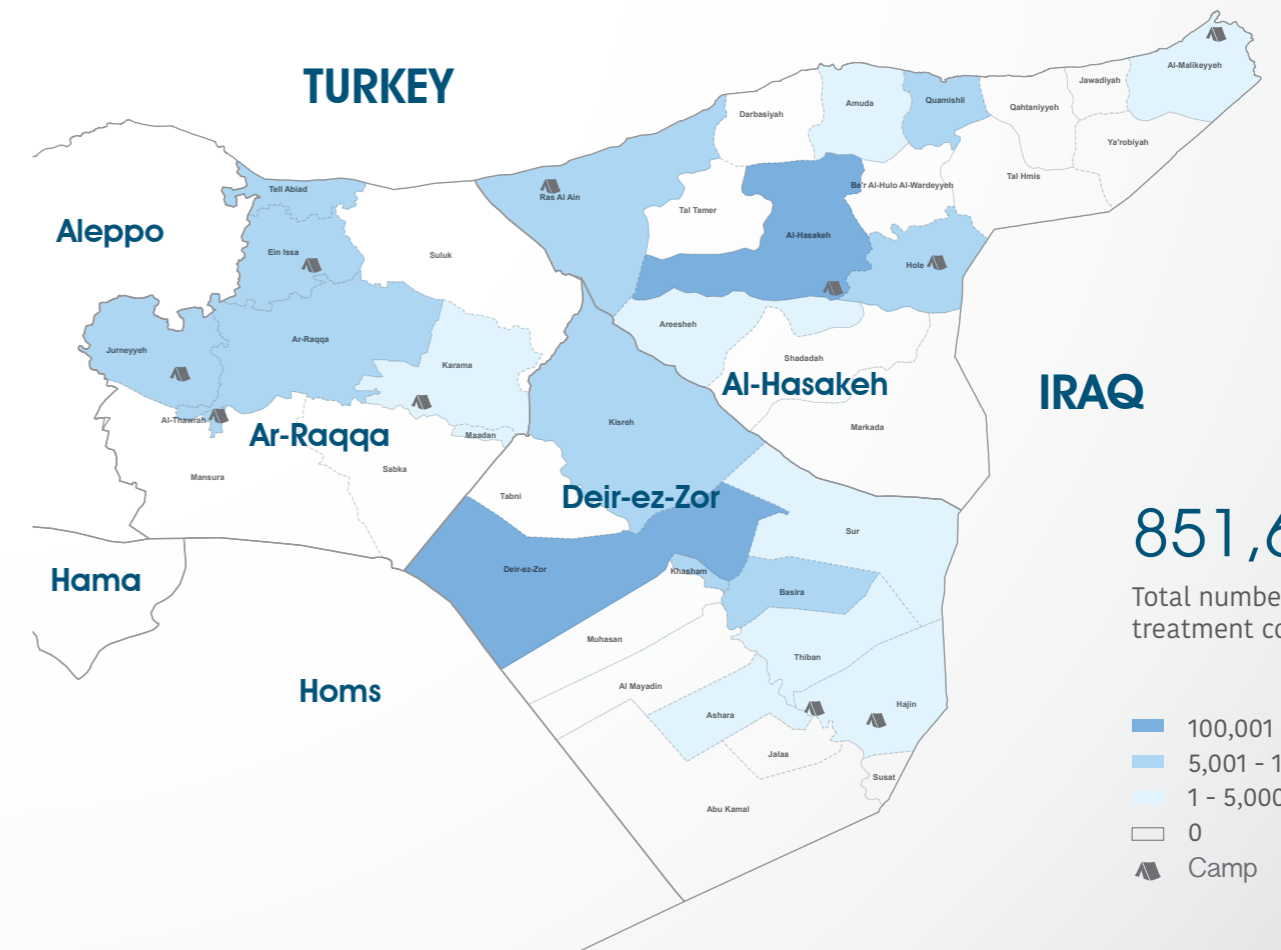 TURKEY
Al-Malikeyyeh
Jawadiyah
Amuda
Quamishli
Qahtaniyyeh
Darbasiyah
Ya'robiyah
Tal Hmis
Be'r Al-Hulo Al-Wardeyyeh
Tell Abiad
Ras Al Ain
Tal Tamer
Aleppo
Al-Hasakeh
Ein Issa
Suluk
Hole
Areesheh
Ar-Raqqa
Jurneyyeh
Shadadah
Karama
Al-Hasakeh
IRAQ
Al-Thawrah
Kisreh
Markada
Ar-Raqqa
Maadan
Sabka
Mansura
Tabni
Deir-ez-Zor
Sur
851,6
Deir-ez-Zor
Khasham
Hama
Basira
Total numbe
treatment co
Muhasan
Thiban
Al Mayadin
Homs
Hajin
Ashara
Jalaa
Susat
Abu Kamal
100,001
5,001 - 1
1 - 5,000
0
Camp